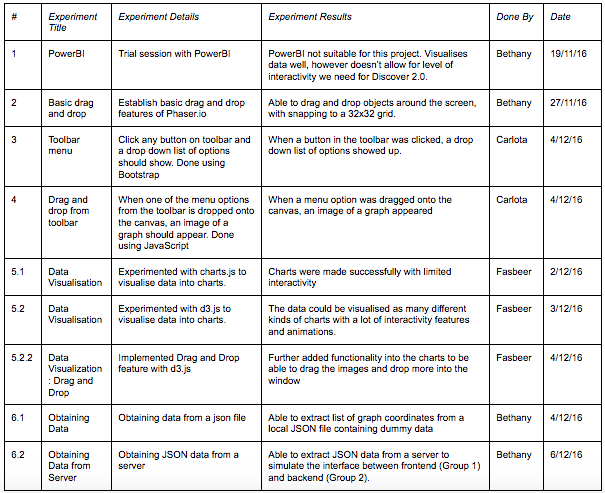 # Experiment Title Experiment Details Experiment Results Done By Date
1 PowerBI Trial session with PowerBI PowerBI not suitable for this project. Visualises data well, however doesn't allow for level of interactivity we need for Discover 2.0. Bethany 19/11/16
2 Basic drag and drop Establish basic drag and drop features of Phaser.io Able to drag and drop objects around the screen, with snapping to a 32x32 grid. Bethany 27/11/16
3 Toolbar menu Click any button on toolbar and a drop down list of options should show. Done using Bootstrap When a button in the toolbar was clicked, a drop down list of options showed up. Carlota 4/12/16
4 Drag and drop from toolbar When one of the menu options from the toolbar is dropped onto the canvas, an image of a graph should appear. Done using JavaScript When a menu option was dragged onto the canvas, an image of a graph appeared Carlota 4/12/16
5.1 Data Visualisation Experimented with charts.js to visualise data into charts. Charts were made successfully with limited interactivity Fasbeer 2/12/16
5.2 Data Visualisation Experimented with d3.js to visualise data into charts. The data could be visualised as many different kinds of charts with a lot of interactivity features and animations. Fasbeer 3/12/16
5.2.2 Data Visualization : Drag and Drop Implemented Drag and Drop feature with d3.js Further added functionality into the charts to be able to drag the images and drop more into the window Fasbeer 4/12/16
6.1 Obtaining Data Obtaining data from a json file Able to extract list of graph coordinates from a local JSON file containing dummy data Bethany 4/12/16
6.2 Obtaining Data from Server Obtaining JSON data from a server Able to extract JSON data from a server to simulate the interface between frontend (Group 1) and backend (Group 2). Bethany 6/12/16